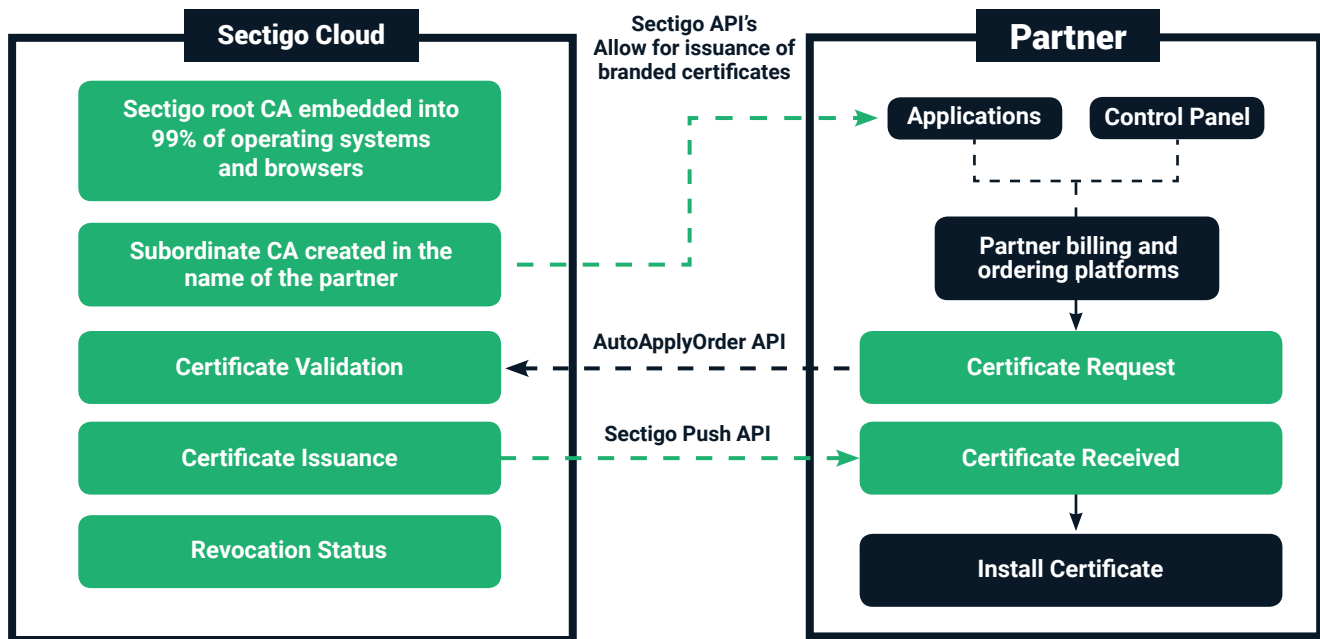 Sectigo Cloud
Sectigo root CA embedded into
99% of operating systems
and browsers
Subordinate CA created in the
name of the partner
Certificate Validation
Certificate Issuance
Revocation Status
Sectigo API's
Allow for issuance of
branded certificates
AutoApplyOrder API
Sectigo Push API
Partner
Applications
Control Panel
Partner billing and
ordering platforms
Certificate Request
Certificate Received
Install Certificate